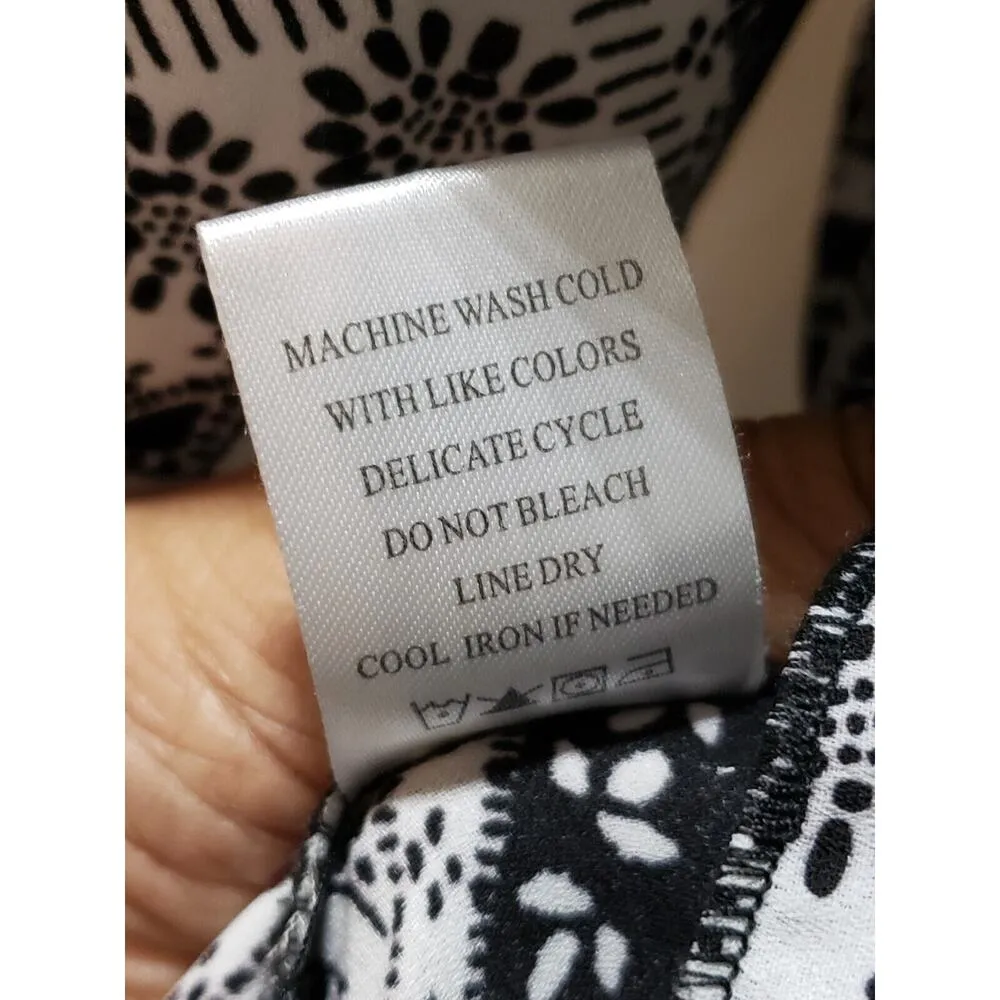 MACHINE WASH COLD
WITH LIKE COLORS
DELICATE CYCLE
DO NOT BLEACH
LINE DRY
COOL IRON IF NEEDED